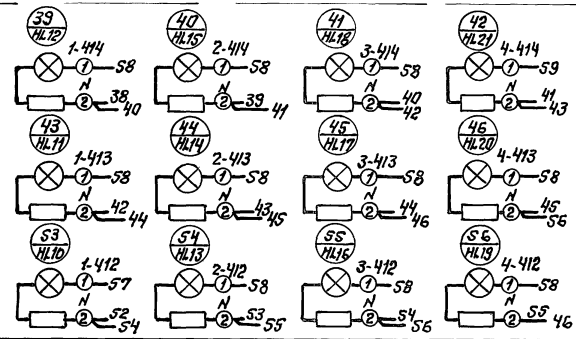 39 40 41 42
HL12 HL15 HL18 HL21
1-414 2-414 3-414 4-414
1 58 1 58 1 58 1 59
N N N N
2 38 40 2 39 41 2 40 42 2 41 43
43 44 45 46
HL11 HL14 HL17 HL20
1-413 2-413 3-413 4-413
1 58 1 58 1 58 1 58
N N N N
2 42 44 2 43 45 2 44 46 2 45 56
53 54 55 56
HL10 HL13 HL16 HL19
1-412 2-412 3-412 4-412
1 57 1 58 1 58 1 58
N N N N
2 52 54 2 53 55 2 54 56 2 55 46